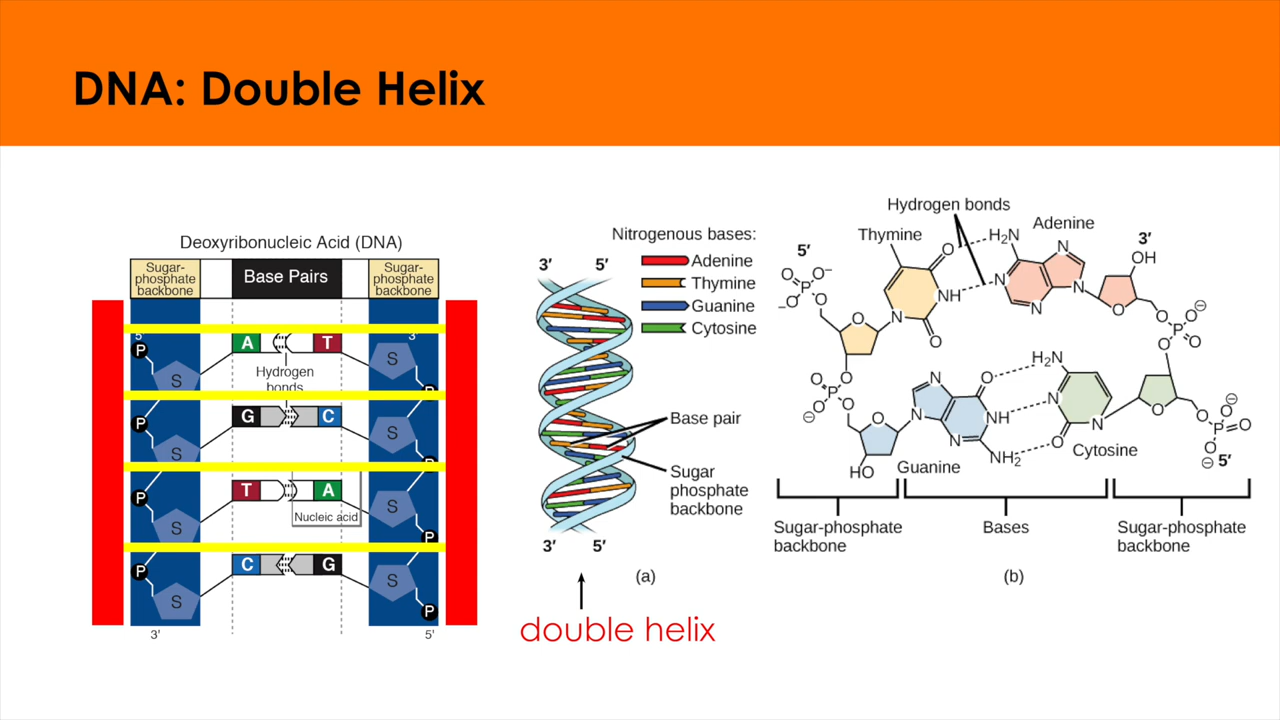 DNA: Double Helix
Deoxyribonucleic Acid (DNA)
Sugar-
phosphate
backbone
Base Pairs
Sugar-
phosphate
backbone
5'
3'
P
A
T
S
S
Hydrogen
bonds
P
P
G
C
S
S
P
P
T
A
S
S
Nucleic acid
P
P
C
G
S
S
P
3'
5'
Nitrogenous bases:
Adenine
Thymine
Guanine
Cytosine
3′
5′
Base pair
Sugar
phosphate
backbone
3′
5′
(a)
double helix
Hydrogen bonds
Thymine
Adenine
5′
3′
O
H₂N
N
OH
O
O⁻
P
⁻O
O
NH
N
N
N
N
O
O
O
O
P
O
O
O
P
O
O
O
H₂N
N
O
NH
N
N
N
NH₂
N
O
O
O
O
P
O
O
5′
O
HO
Guanine
Cytosine
Sugar-phosphate
backbone
Bases
Sugar-phosphate
backbone
(b)